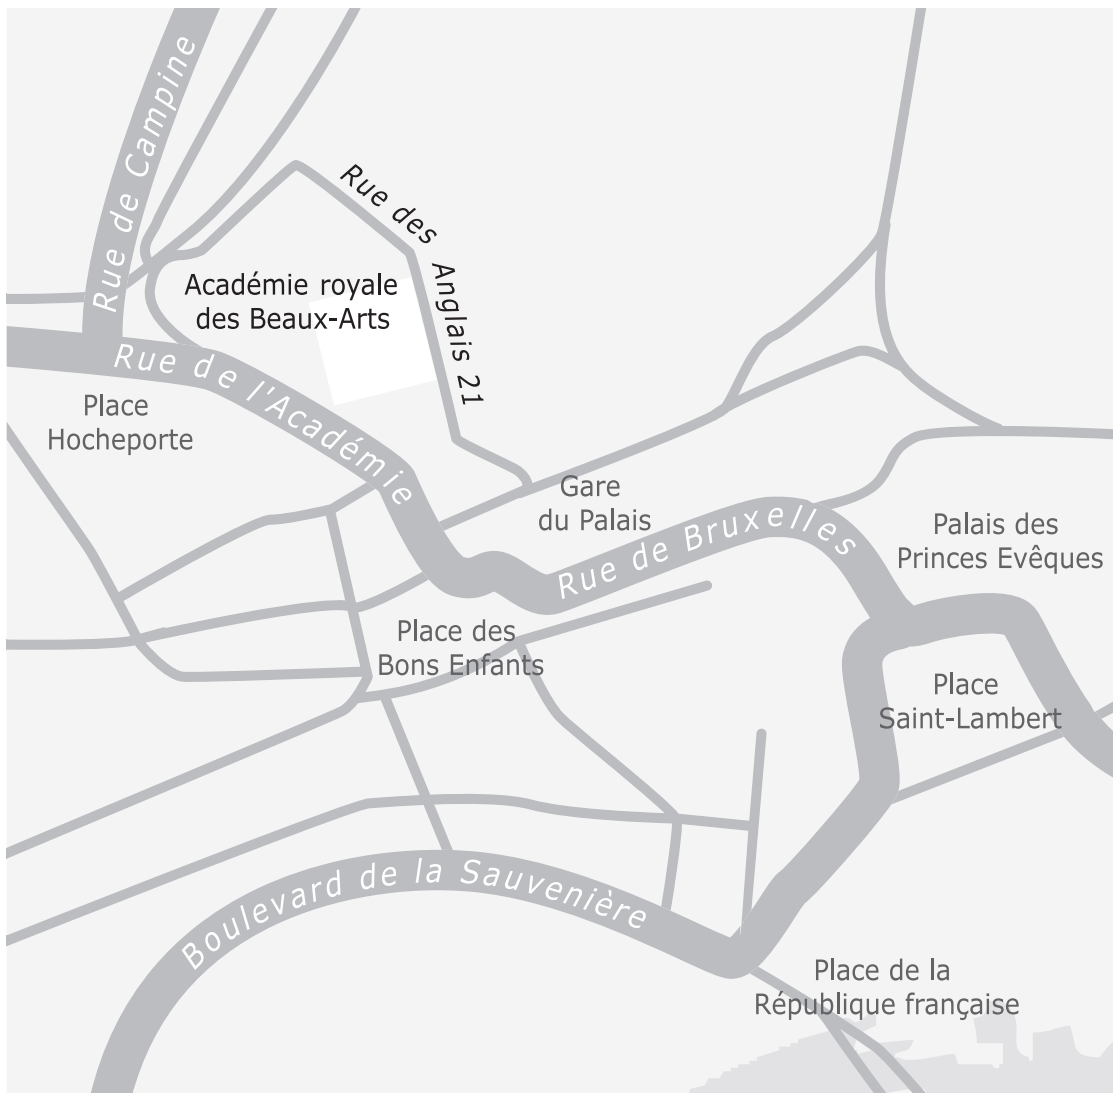 Rue de Campine
Rue des Anglais 21
Académie royale
des Beaux-Arts
Rue de l'Académie
Place
Hocheporte
Gare
du Palais
Rue de Bruxelles
Palais des
Princes Evêques
Place des
Bons Enfants
Place
Saint-Lambert
Boulevard de la Sauvenière
Place de la
République française